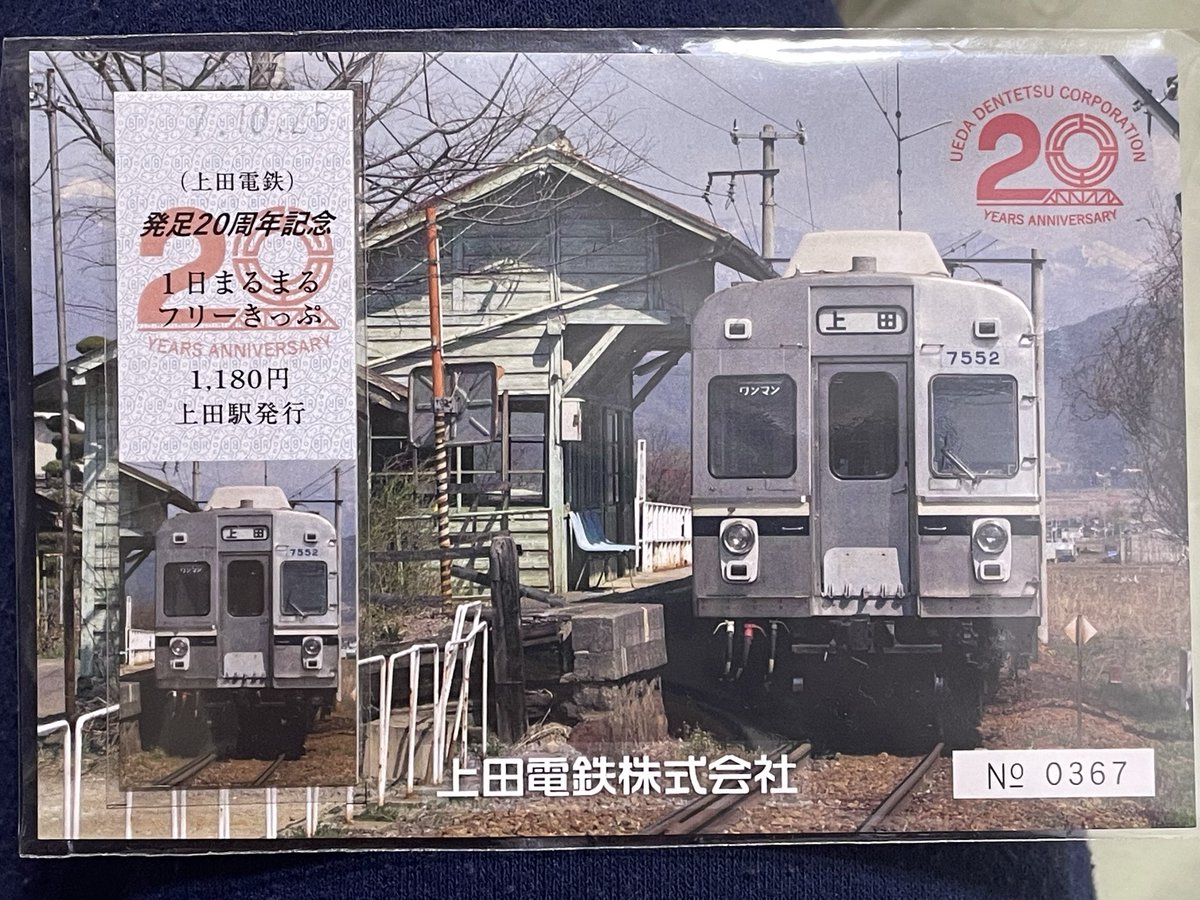 7.10.25
(上田電鉄)
発足20周年記念
20
1日まるまる
フリーきっぷ
YEARS ANNIVERSARY
1,180円
上田駅発行
上田
7552
ワンマン
UEDA DENTETSU CORPORATION
20
YEARS ANNIVERSARY
上田
7552
ワンマン
上田電鉄株式会社
№ 0367